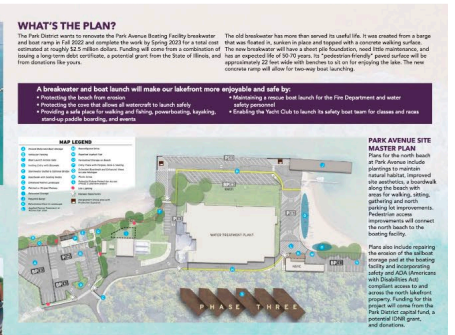 WHAT'S THE PLAN?
The Park District wants to renovate the Park Avenue Boating Facility breakwater
and boat ramp in Fall 2022 and complete the work by Spring 2023 for a total cost
estimated at roughly $2.5 million dollars. Funding will come from a combination of
issuing a long-term debt certificate, a potential grant from the State of Illinois, and
from donations like yours.
The old breakwater has more than served its useful life. It was created from a barge
that was floated in, sunken in place and topped with a concrete walking surface.
The new breakwater will have a sheet pile foundation, need little maintenance, and
has an expected life of 50-70 years. Its "pedestrian-friendly" paved surface will be
approximately 22 feet wide with benches to sit on for enjoying the lake. The new
concrete ramp will allow for two-way boat launching.
A breakwater and boat launch will make our lakefront more enjoyable and safe by:
• Protecting the beach from erosion
• Protecting the cove that allows all watercraft to launch safely
• Providing a safe place for walking and fishing, powerboating, kayaking,
stand-up paddle boarding, and events
• Maintaining a rescue boat launch for the Fire Department and water
safety personnel
• Enabling the Yacht Club to launch its safety boat team for classes and races
MAP LEGEND
WATER TREATMENT PLANT
PHASE THREE
PARK AVENUE SITE
MASTER PLAN
Plans for the north beach
at Park Avenue include
plantings to maintain
natural habitat, improved
site aesthetics, a boardwalk
along the beach with
areas for walking, sitting,
gathering and north
parking lot improvements.
Pedestrian access
improvements will connect
the north beach to the
boating facility.
Plans also include repairing
the erosion of the sailboat
storage pad at the boating
facility and incorporating
safety and ADA (Americans
with Disabilities Act)
compliant access to and
across the north lakefront
property. Funding for this
project will come from the
Park District capital fund, a
potential IDNR grant,
and donations.